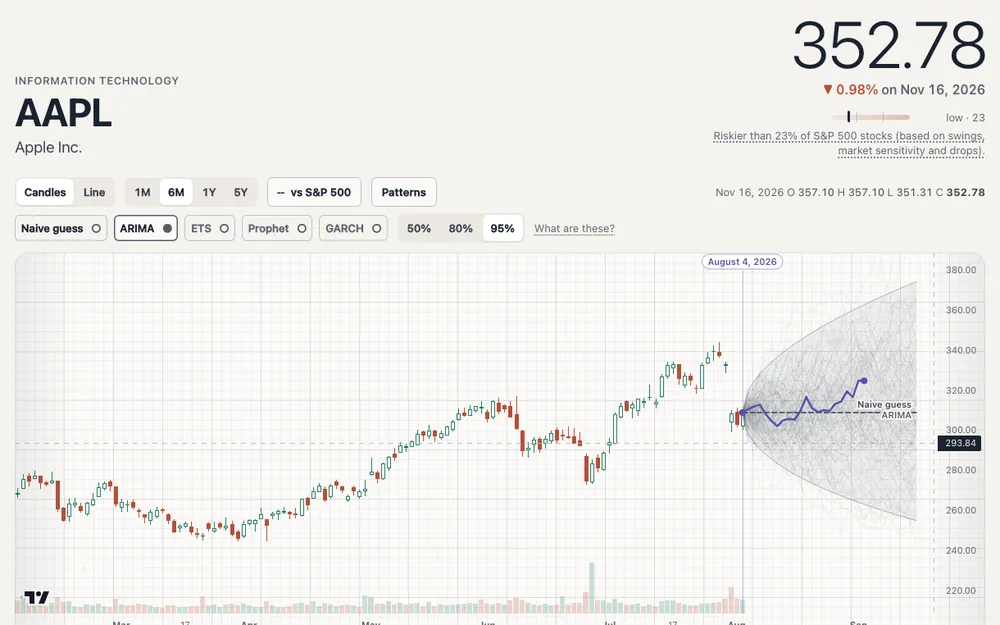 352.78
▼ 0.98% on Nov 16, 2026
low · 23
Riskier than 23% of S&P 500 stocks (based on swings,
market sensitivity and drops).
INFORMATION TECHNOLOGY
AAPL
Apple Inc.
Candles Line 1M 6M 1Y 5Y -- vs S&P 500 Patterns
Nov 16, 2026 O 357.10 H 357.10 L 351.31 C 352.78
Naive guess ARIMA ETS Prophet GARCH 50% 80% 95% What are these?
August 4, 2026
380.00
360.00
340.00
320.00
Naive guess
ARIMA
300.00
293.84
280.00
260.00
240.00
220.00
Mar 17 Apr May Jun Jul 17 Aug Sep